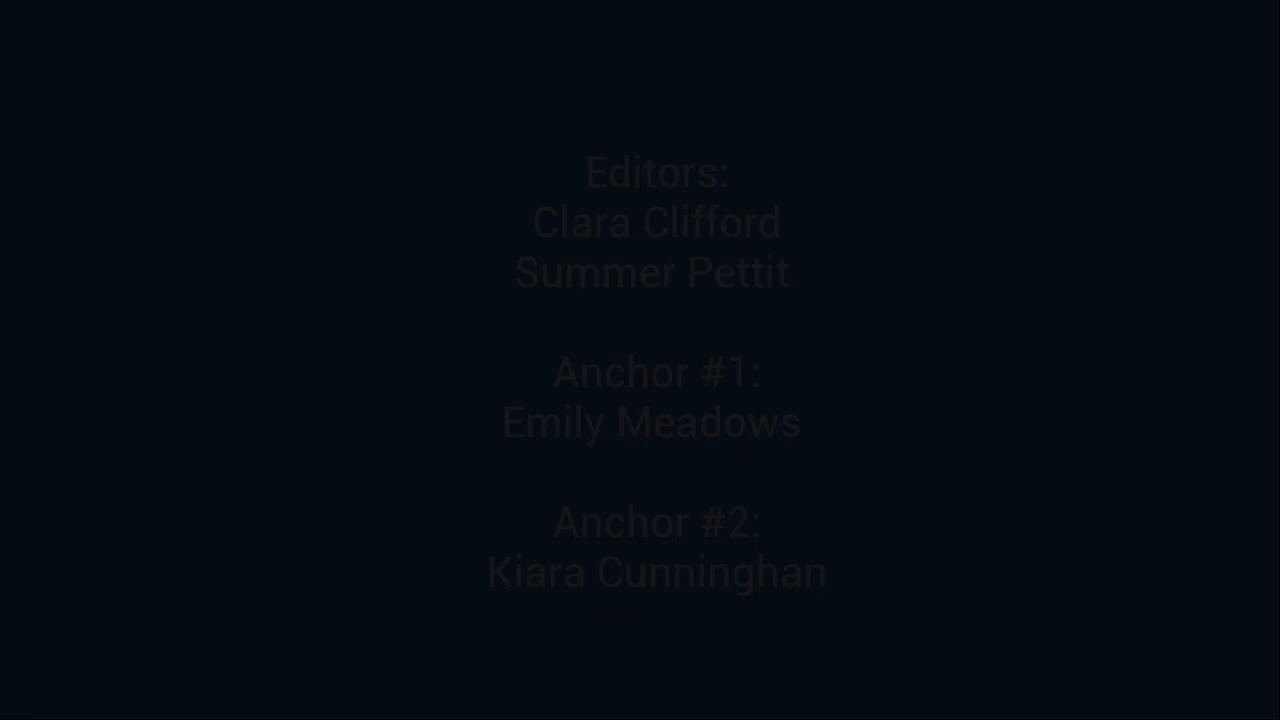 Editors:
Clara Clifford
Summer Pettit
Anchor #1:
Emily Meadows
Anchor #2:
Kiara Cunninghan